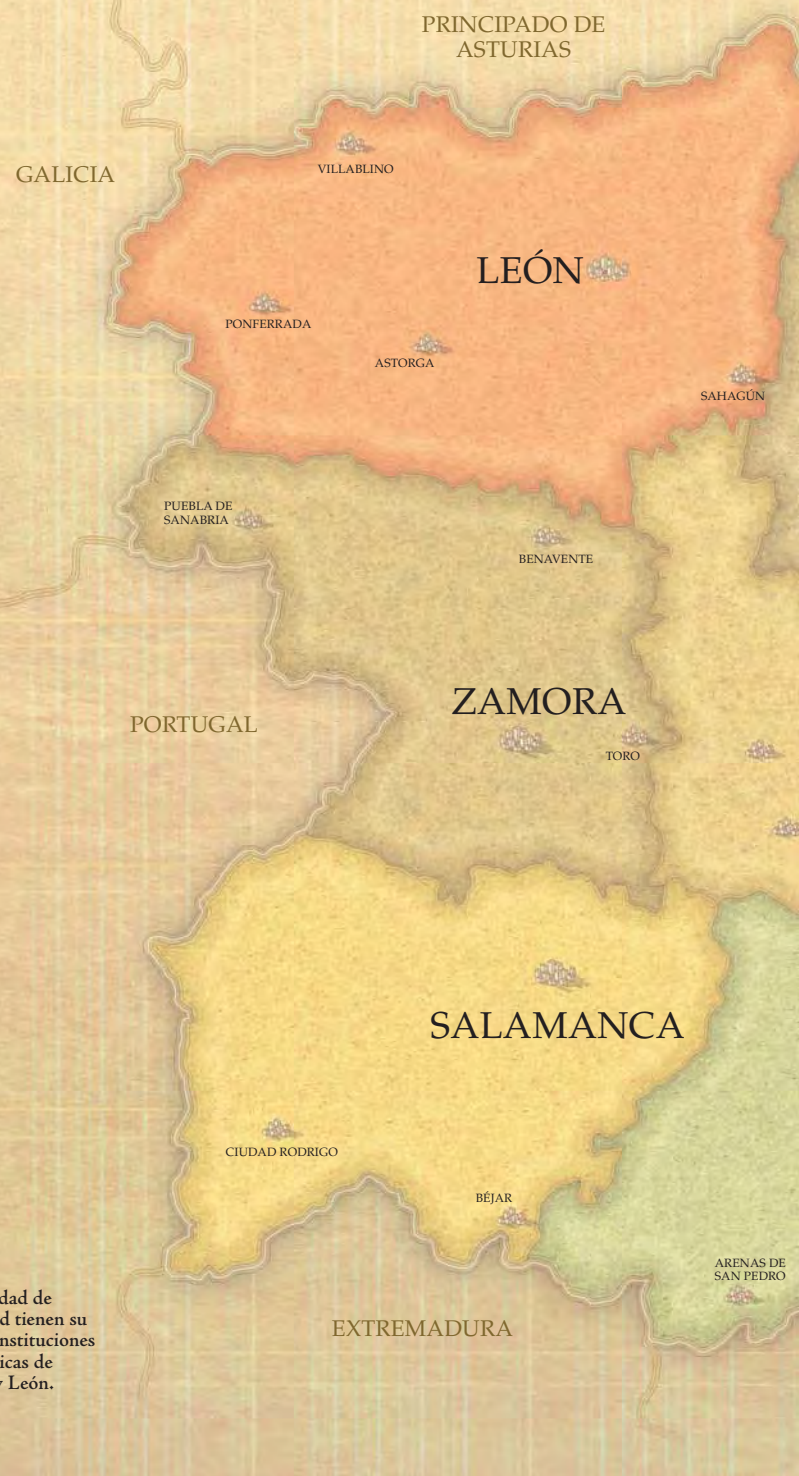 PRINCIPADO DE
ASTURIAS
GALICIA
VILLABLINO
LEÓN
PONFERRADA
ASTORGA
SAHAGÚN
PUEBLA DE
SANABRIA
BENAVENTE
ZAMORA
PORTUGAL
TORO
SALAMANCA
CIUDAD RODRIGO
BÉJAR
ARENAS DE
SAN PEDRO
EXTREMADURA
dad de
d tienen su
nstituciones
icas de
León.